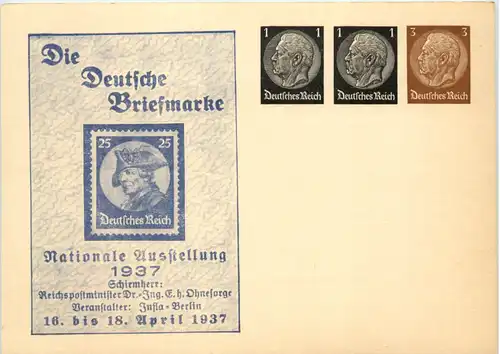 Die
Deutsche
Briefmarke
25 25
Deutsches Reich
Nationale Ausstellung
1937
Schirmherr:
Reichspostminister Dr.-Ing. E. h. Ohnesorge
Veranstalter: Jufla-Berlin
16. bis 18. April 1937
1 1
Deutsches Reich
1 1
Deutsches Reich
3 3
Deutsches Reich